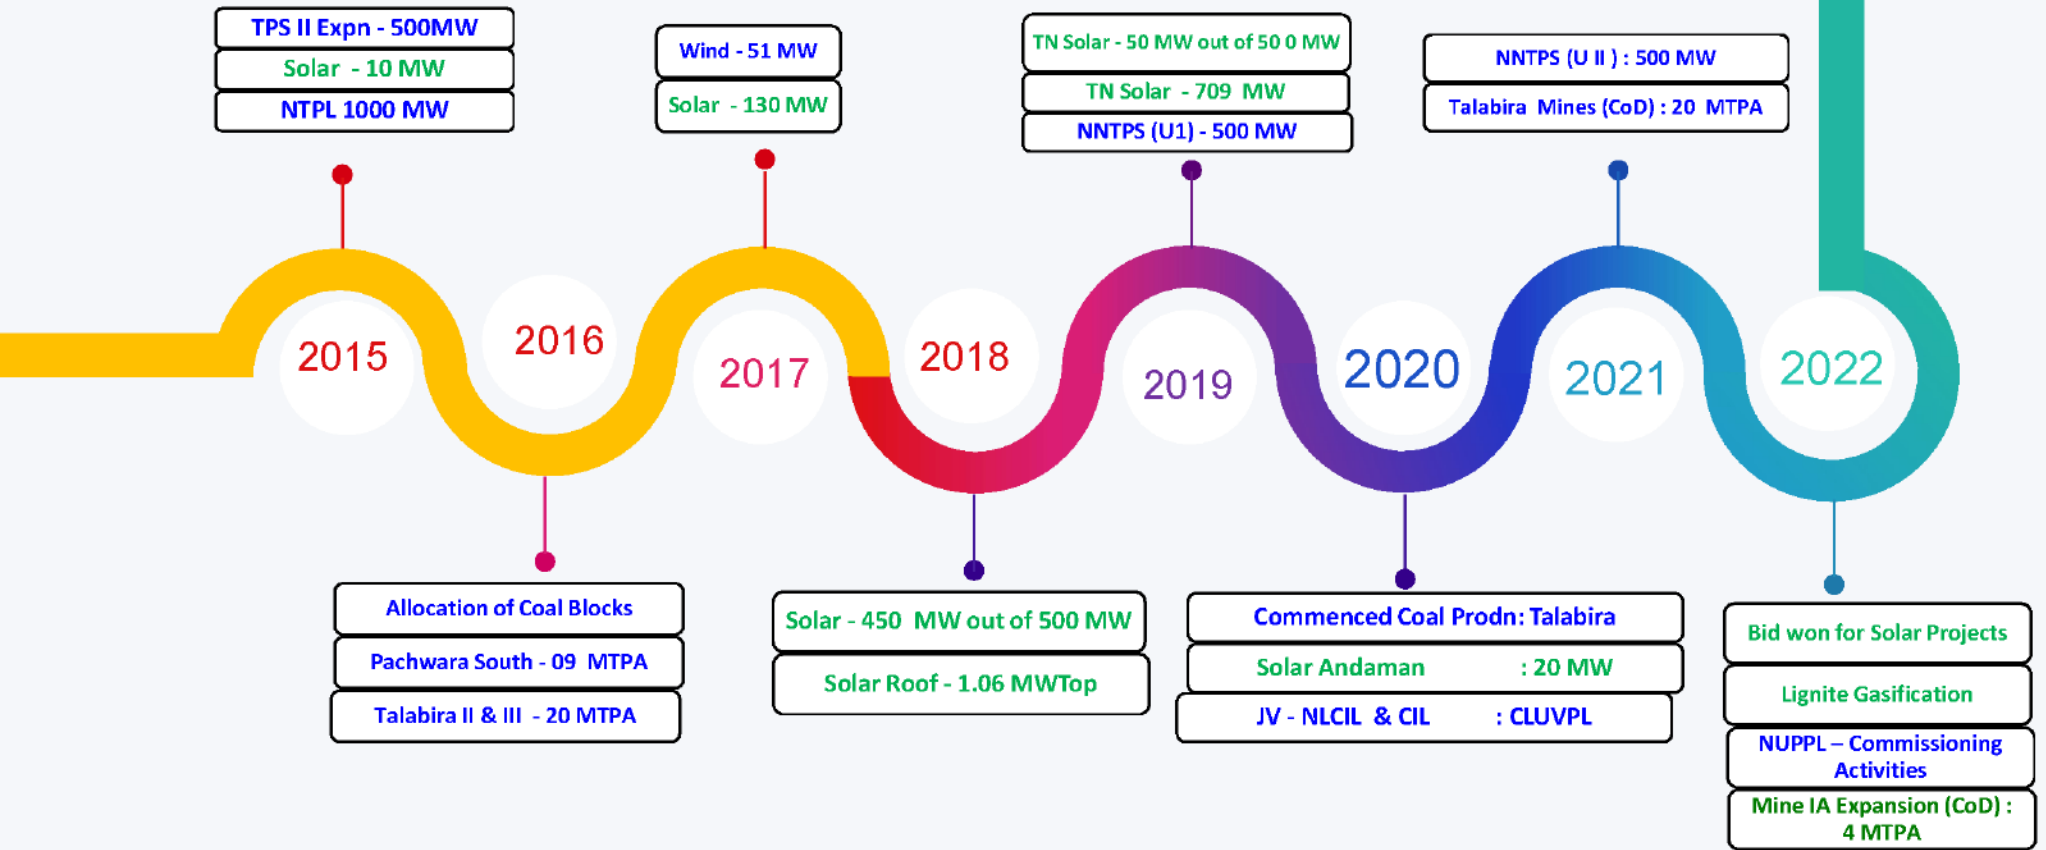 TPS II Expn - 500MW
Solar - 10 MW
NTPL 1000 MW
Wind - 51 MW
Solar - 130 MW
TN Solar - 50 MW out of 50 0 MW
TN Solar - 709 MW
NNTPS (U1) - 500 MW
NNTPS (U II ) : 500 MW
Talabira Mines (CoD) : 20 MTPA
2015
2016
2017
2018
2019
2020
2021
2022
Allocation of Coal Blocks
Pachwara South - 09 MTPA
Talabira II & III - 20 MTPA
Solar - 450 MW out of 500 MW
Solar Roof - 1.06 MWTop
Commenced Coal Prodn: Talabira
Solar Andaman : 20 MW
JV - NLCIL & CIL : CLUVPL
Bid won for Solar Projects
Lignite Gasification
NUPPL – Commissioning
Activities
Mine IA Expansion (CoD) :
4 MTPA